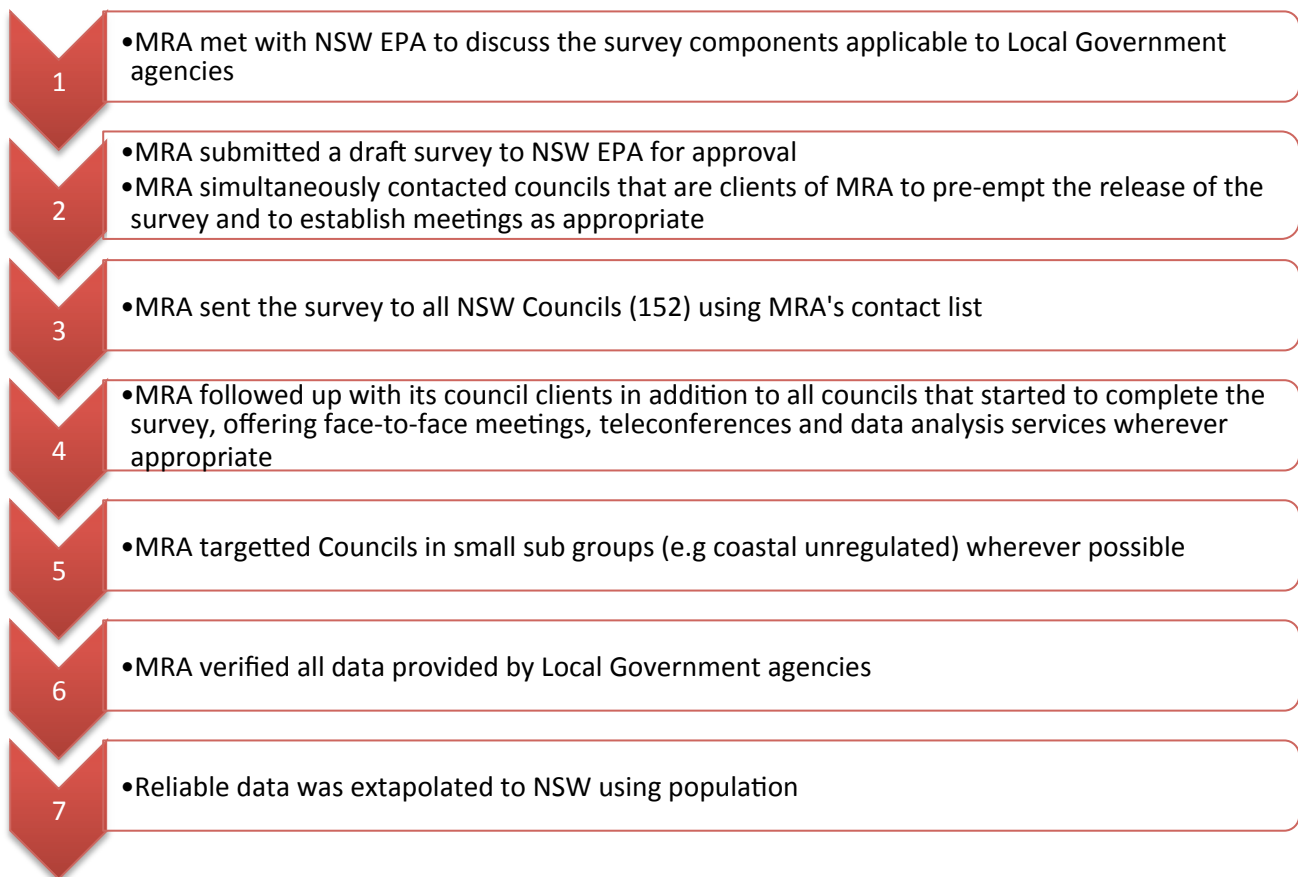 1
•MRA met with NSW EPA to discuss the survey components applicable to Local Government
agencies
2
•MRA submitted a draft survey to NSW EPA for approval
•MRA simultaneously contacted councils that are clients of MRA to pre-empt the release of the
survey and to establish meetings as appropriate
3
•MRA sent the survey to all NSW Councils (152) using MRA's contact list
4
•MRA followed up with its council clients in addition to all councils that started to complete the
survey, offering face-to-face meetings, teleconferences and data analysis services wherever
appropriate
5
•MRA targetted Councils in small sub groups (e.g coastal unregulated) wherever possible
6
•MRA verified all data provided by Local Government agencies
7
•Reliable data was extapolated to NSW using population